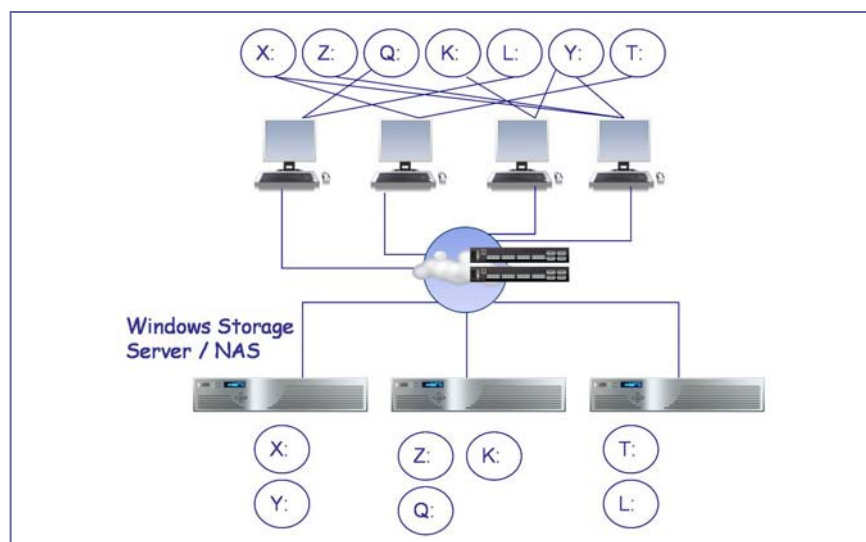 X: Z: Q: K: L: Y: T:
Windows Storage
Server / NAS
X: Z: K: T:
Y: Q: L: